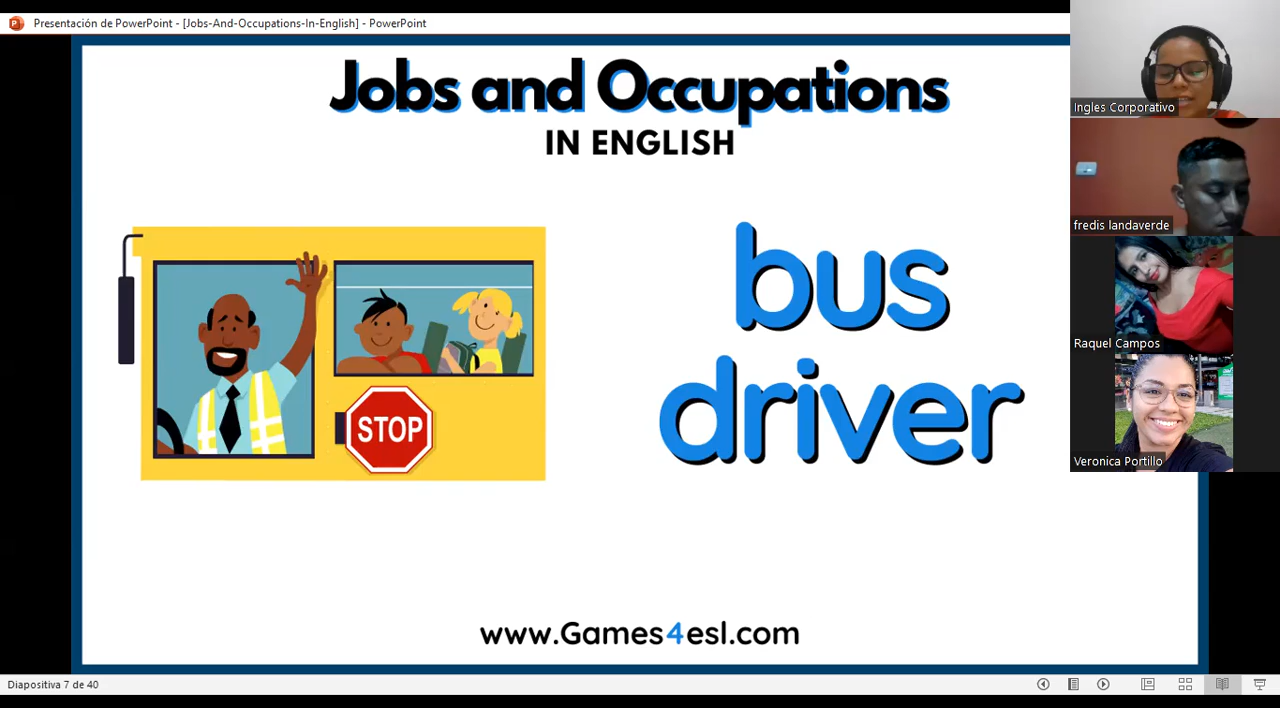 Presentación de PowerPoint - [Jobs-And-Occupations-In-English] - PowerPoint
Jobs and Occupations
IN ENGLISH
STOP
bus
driver
www.Games4esl.com
Ingles Corporativo
fredis landaverde
Raquel Campos
Veronica Portillo
Diapositiva 7 de 40